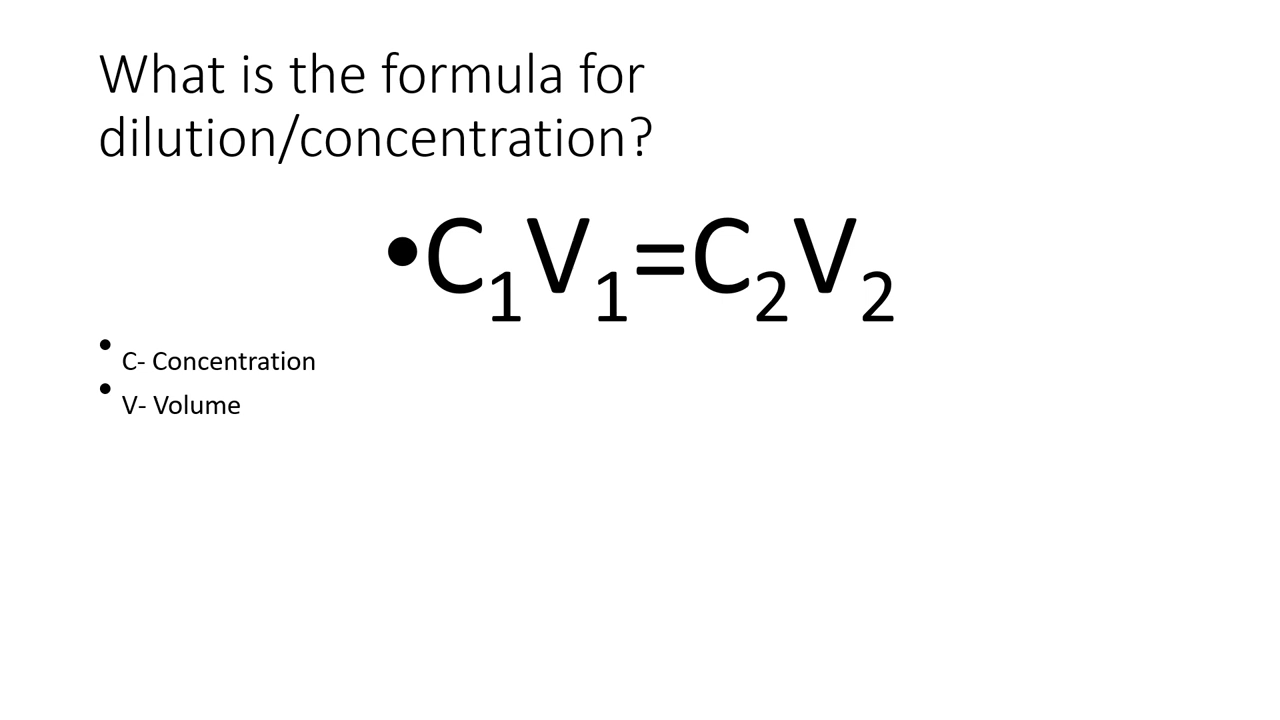 What is the formula for
dilution/concentration?
•C₁V₁=C₂V₂
• C- Concentration
• V- Volume